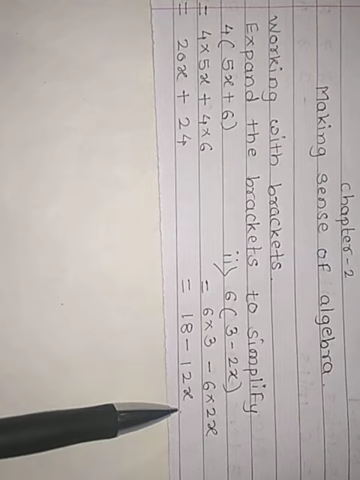 Chapter-2
Making sense of algebra.
Working with brackets.
Expand the brackets to simplify
4(5x+6)
= 4×5x + 4×6
= 20x + 24
ii) 6(3-2x)
= 6×3 - 6×2x
= 18 - 12x